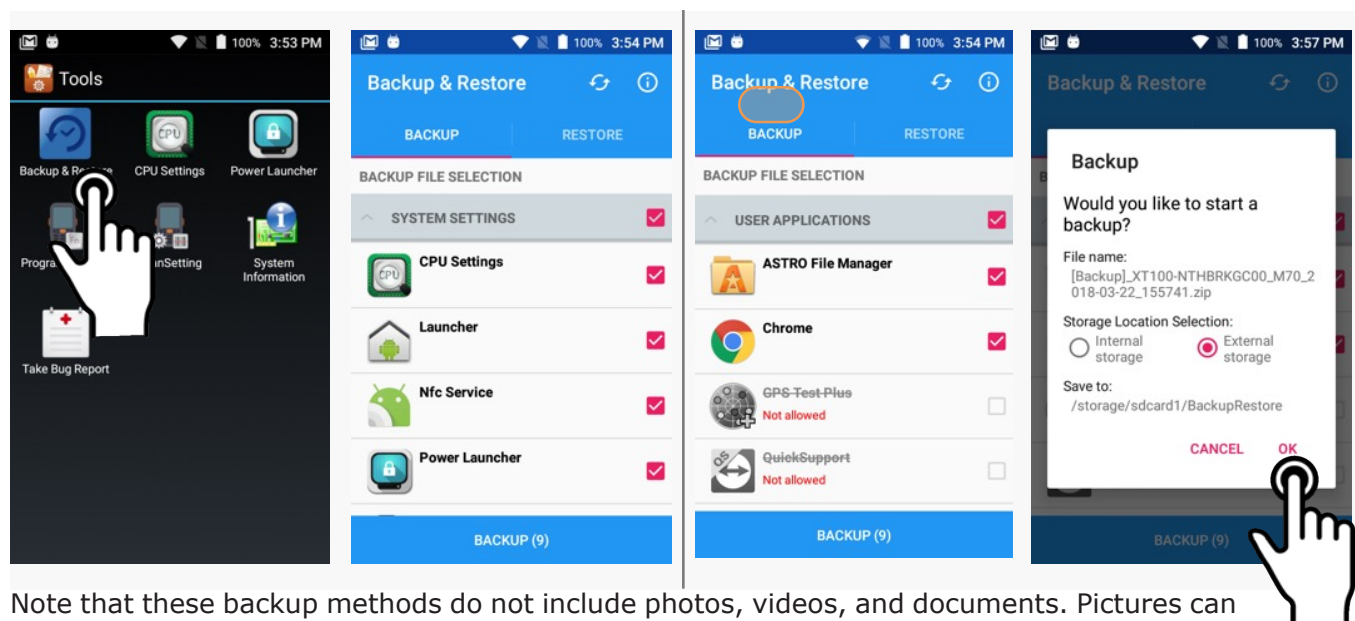 100% 3:53 PM
Tools
Backup & Restore
CPU Settings
Power Launcher
CPU
Fn
Progra
nSetting
System
Information
Take Bug Report
100% 3:54 PM
Backup & Restore
BACKUP
RESTORE
BACKUP FILE SELECTION
SYSTEM SETTINGS
CPU Settings
CPU
Launcher
Nfc Service
Power Launcher
BACKUP (9)
100% 3:54 PM
Backup & Restore
BACKUP
RESTORE
BACKUP FILE SELECTION
USER APPLICATIONS
ASTRO File Manager
Chrome
GPS Test Plus
Not allowed
QS
QuickSupport
Not allowed
BACKUP (9)
100% 3:57 PM
Backup & Restore
Backup
Would you like to start a
backup?
File name:
[Backup]_XT100-NTHBRKGC00_M70_2
018-03-22_155741.zip
Storage Location Selection:
Internal
storage
External
storage
Save to:
/storage/sdcard1/BackupRestore
CANCEL
OK
BACKUP (9)
Note that these backup methods do not include photos, videos, and documents. Pictures can